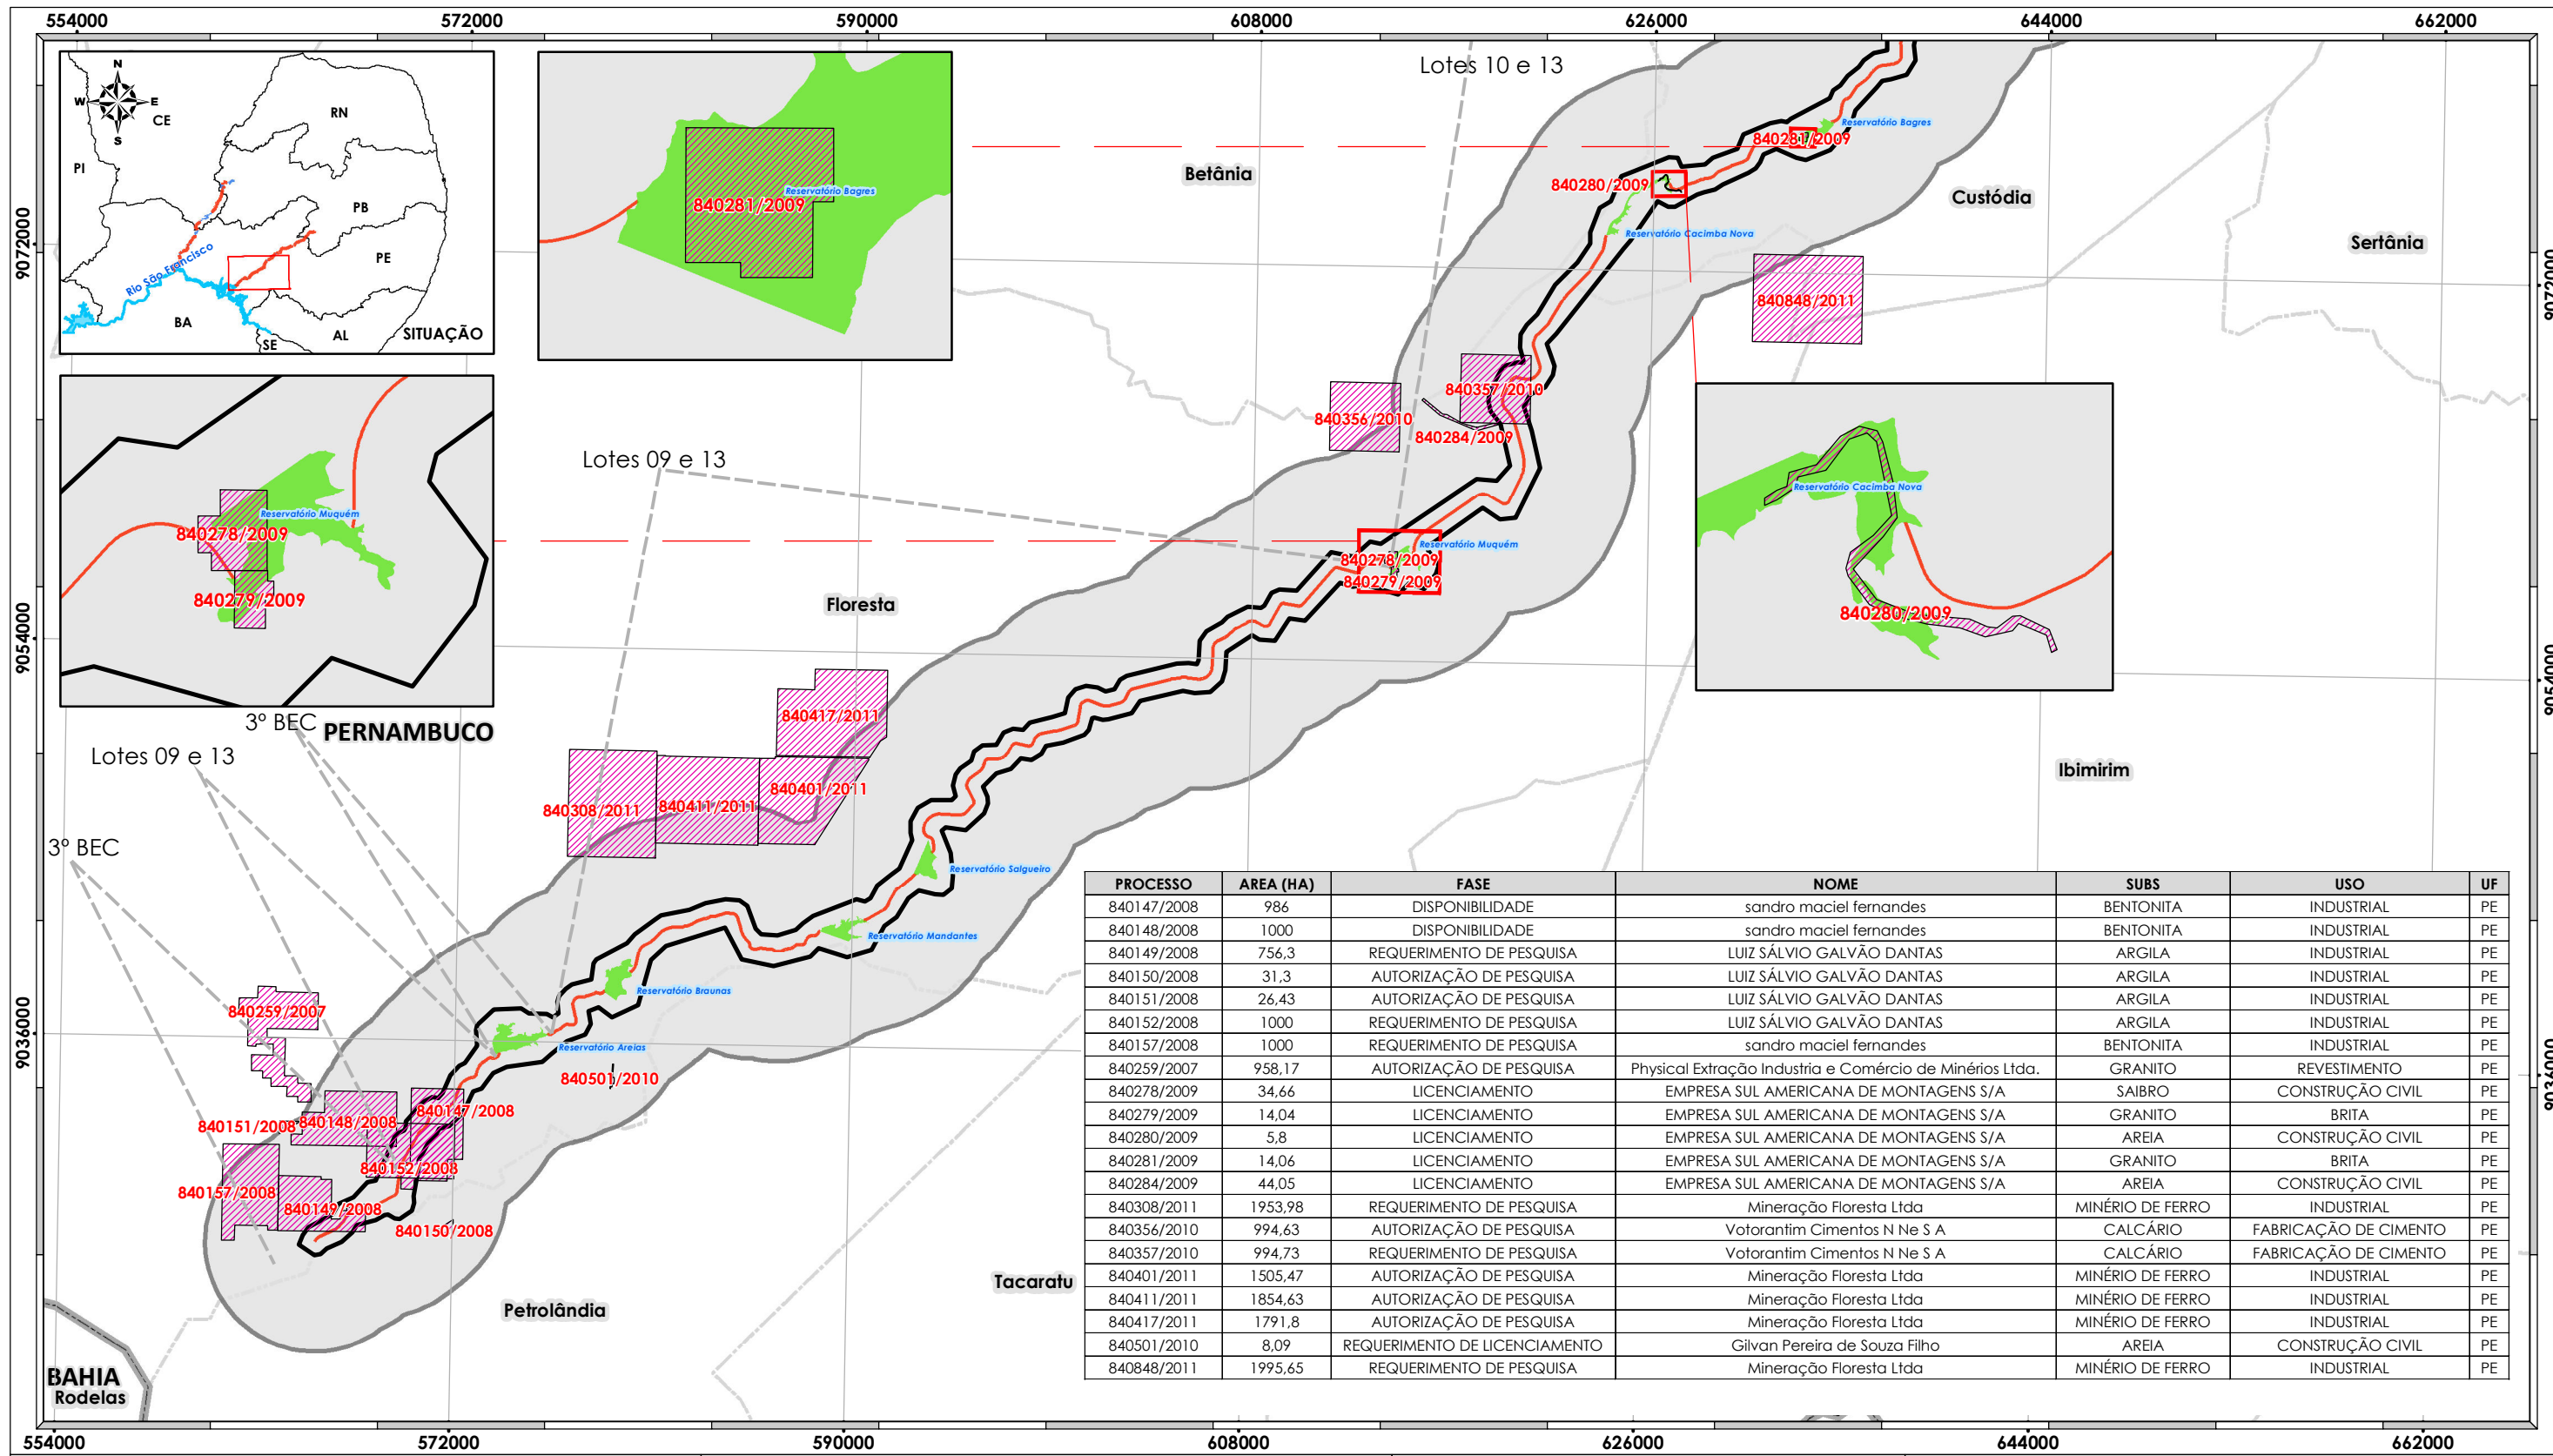 554000 572000 590000 608000 626000 644000 662000
N
W E
S
CE
RN
PI
PB
PE
Rio São Francisco
BA
AL
SE
SITUAÇÃO
Reservatório Bagres
840281/2009
Lotes 10 e 13
Reservatório Bagres
840281/2009
Betânia
840280/2009
Custódia
Reservatório Cacimba Nova
Sertânia
9072000
9072000
840848/2011
840357/2010
840356/2010
840284/2009
Lotes 09 e 13
Reservatório Muquém
840278/2009
840279/2009
Reservatório Muquém
840278/2009
840279/2009
Reservatório Cacimba Nova
840280/2009
Floresta
9054000
9054000
840417/2011
3º BEC
PERNAMBUCO
Lotes 09 e 13
840401/2011
840308/2011
840411/2011
Ibimirim
3º BEC
Reservatório Salgueiro
Reservatório Mandantes
Reservatório Braunas
840259/2007
9036000
9036000
Reservatório Areias
840501/2010
840147/2008
840151/2008
840148/2008
840152/2008
840157/2008
840149/2008
840150/2008
Tacaratu
Petrolândia
BAHIA
Rodelas
PROCESSO AREA (HA) FASE NOME SUBS USO UF
840147/2008 986 DISPONIBILIDADE sandro maciel fernandes BENTONITA INDUSTRIAL PE
840148/2008 1000 DISPONIBILIDADE sandro maciel fernandes BENTONITA INDUSTRIAL PE
840149/2008 756,3 REQUERIMENTO DE PESQUISA LUIZ SÁLVIO GALVÃO DANTAS ARGILA INDUSTRIAL PE
840150/2008 31,3 AUTORIZAÇÃO DE PESQUISA LUIZ SÁLVIO GALVÃO DANTAS ARGILA INDUSTRIAL PE
840151/2008 26,43 AUTORIZAÇÃO DE PESQUISA LUIZ SÁLVIO GALVÃO DANTAS ARGILA INDUSTRIAL PE
840152/2008 1000 REQUERIMENTO DE PESQUISA LUIZ SÁLVIO GALVÃO DANTAS ARGILA INDUSTRIAL PE
840157/2008 1000 REQUERIMENTO DE PESQUISA sandro maciel fernandes BENTONITA INDUSTRIAL PE
840259/2007 958,17 AUTORIZAÇÃO DE PESQUISA Physical Extração Industria e Comércio de Minérios Ltda. GRANITO REVESTIMENTO PE
840278/2009 34,66 LICENCIAMENTO EMPRESA SUL AMERICANA DE MONTAGENS S/A SAIBRO CONSTRUÇÃO CIVIL PE
840279/2009 14,04 LICENCIAMENTO EMPRESA SUL AMERICANA DE MONTAGENS S/A GRANITO BRITA PE
840280/2009 5,8 LICENCIAMENTO EMPRESA SUL AMERICANA DE MONTAGENS S/A AREIA CONSTRUÇÃO CIVIL PE
840281/2009 14,06 LICENCIAMENTO EMPRESA SUL AMERICANA DE MONTAGENS S/A GRANITO BRITA PE
840284/2009 44,05 LICENCIAMENTO EMPRESA SUL AMERICANA DE MONTAGENS S/A AREIA CONSTRUÇÃO CIVIL PE
840308/2011 1953,98 REQUERIMENTO DE PESQUISA Mineração Floresta Ltda MINÉRIO DE FERRO INDUSTRIAL PE
840356/2010 994,63 AUTORIZAÇÃO DE PESQUISA Votorantim Cimentos N Ne S A CALCÁRIO FABRICAÇÃO DE CIMENTO PE
840357/2010 994,73 REQUERIMENTO DE PESQUISA Votorantim Cimentos N Ne S A CALCÁRIO FABRICAÇÃO DE CIMENTO PE
840401/2011 1505,47 AUTORIZAÇÃO DE PESQUISA Mineração Floresta Ltda MINÉRIO DE FERRO INDUSTRIAL PE
840411/2011 1854,63 AUTORIZAÇÃO DE PESQUISA Mineração Floresta Ltda MINÉRIO DE FERRO INDUSTRIAL PE
840417/2011 1791,8 AUTORIZAÇÃO DE PESQUISA Mineração Floresta Ltda MINÉRIO DE FERRO INDUSTRIAL PE
840501/2010 8,09 REQUERIMENTO DE LICENCIAMENTO Gilvan Pereira de Souza Filho AREIA CONSTRUÇÃO CIVIL PE
840848/2011 1995,65 REQUERIMENTO DE PESQUISA Mineração Floresta Ltda MINÉRIO DE FERRO INDUSTRIAL PE
554000 572000 590000 608000 626000 644000 662000